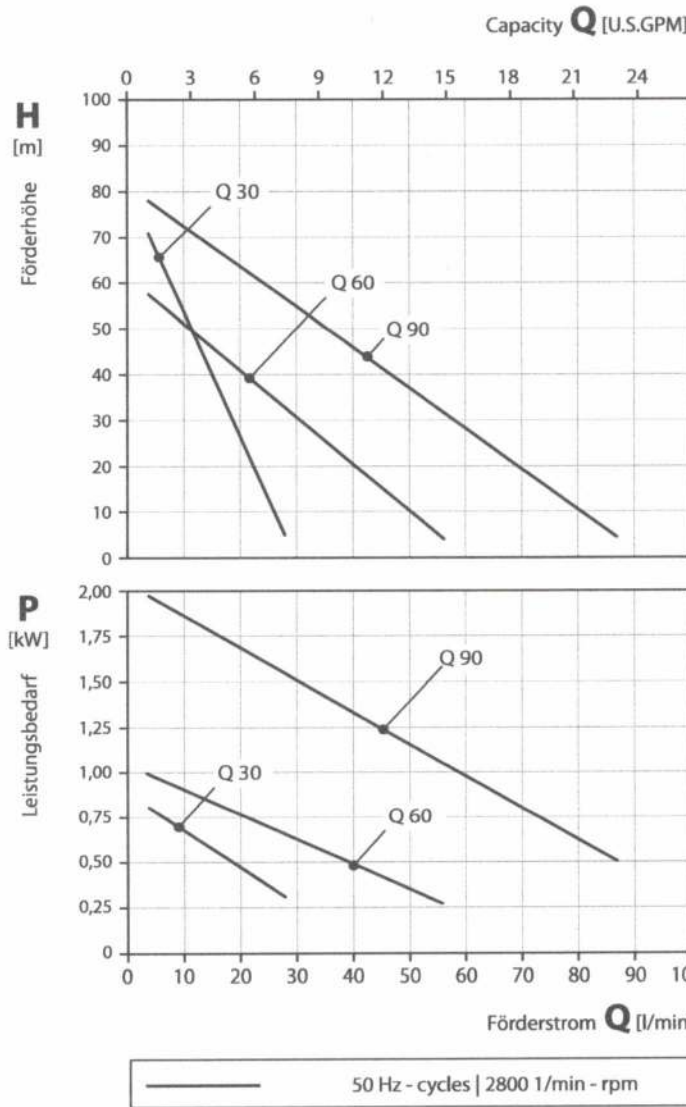 Capacity Q [U.S.GPM]
0 3 6 9 12 15 18 21 24
H
[m]
Förderhöhe
100
90
80
70
60
50
40
30
20
10
0
Q 30
Q 60
Q 90
P
[kW]
Leistungsbedarf
2,00
1,75
1,50
1,25
1,00
0,75
0,50
0,25
0
Q 90
Q 30
Q 60
0 10 20 30 40 50 60 70 80 90 10
Förderstrom Q [l/min
50 Hz - cycles | 2800 1/min - rpm